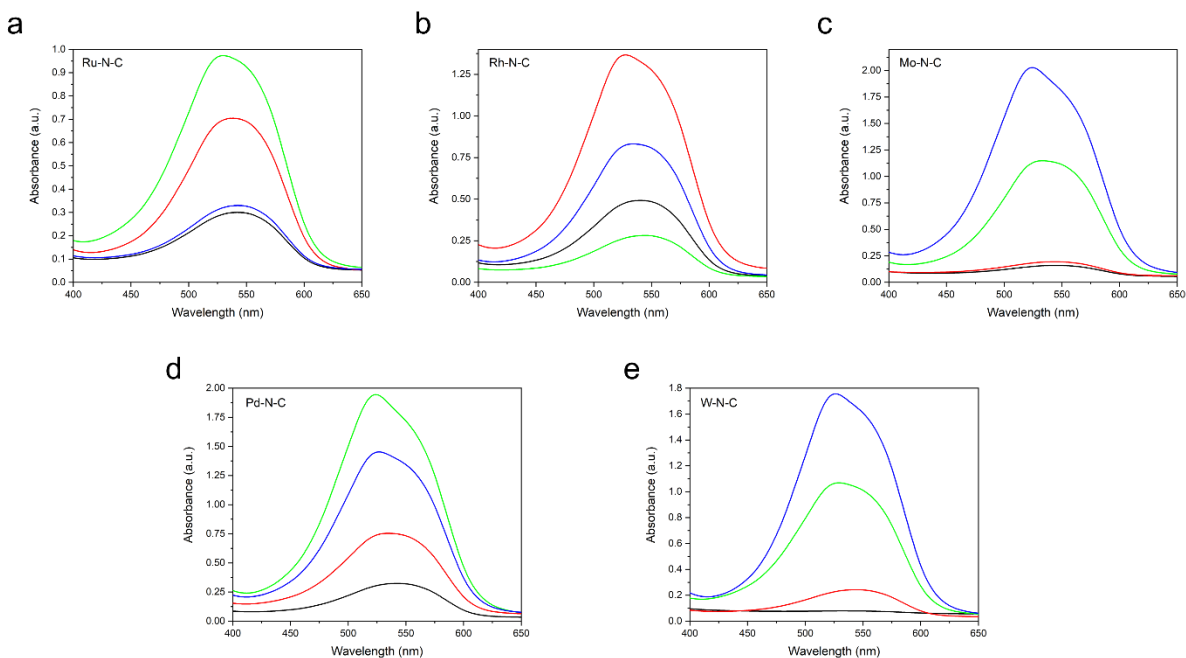 a
Ru-N-C
1.0
0.9
0.8
0.7
0.6
0.5
0.4
0.3
0.2
0.1
0.0
400 450 500 550 600 650
Absorbance (a.u.)
Wavelength (nm)
b
Rh-N-C
1.25
1.00
0.75
0.50
0.25
0.00
400 450 500 550 600 650
Absorbance (a.u.)
Wavelength (nm)
c
Mo-N-C
2.00
1.75
1.50
1.25
1.00
0.75
0.50
0.25
0.00
400 450 500 550 600 650
Absorbance (a.u.)
Wavelength (nm)
d
Pd-N-C
2.00
1.75
1.50
1.25
1.00
0.75
0.50
0.25
0.00
400 450 500 550 600 650
Absorbance (a.u.)
Wavelength (nm)
e
W-N-C
1.8
1.6
1.4
1.2
1.0
0.8
0.6
0.4
0.2
0.0
400 450 500 550 600 650
Absorbance (a.u.)
Wavelength (nm)